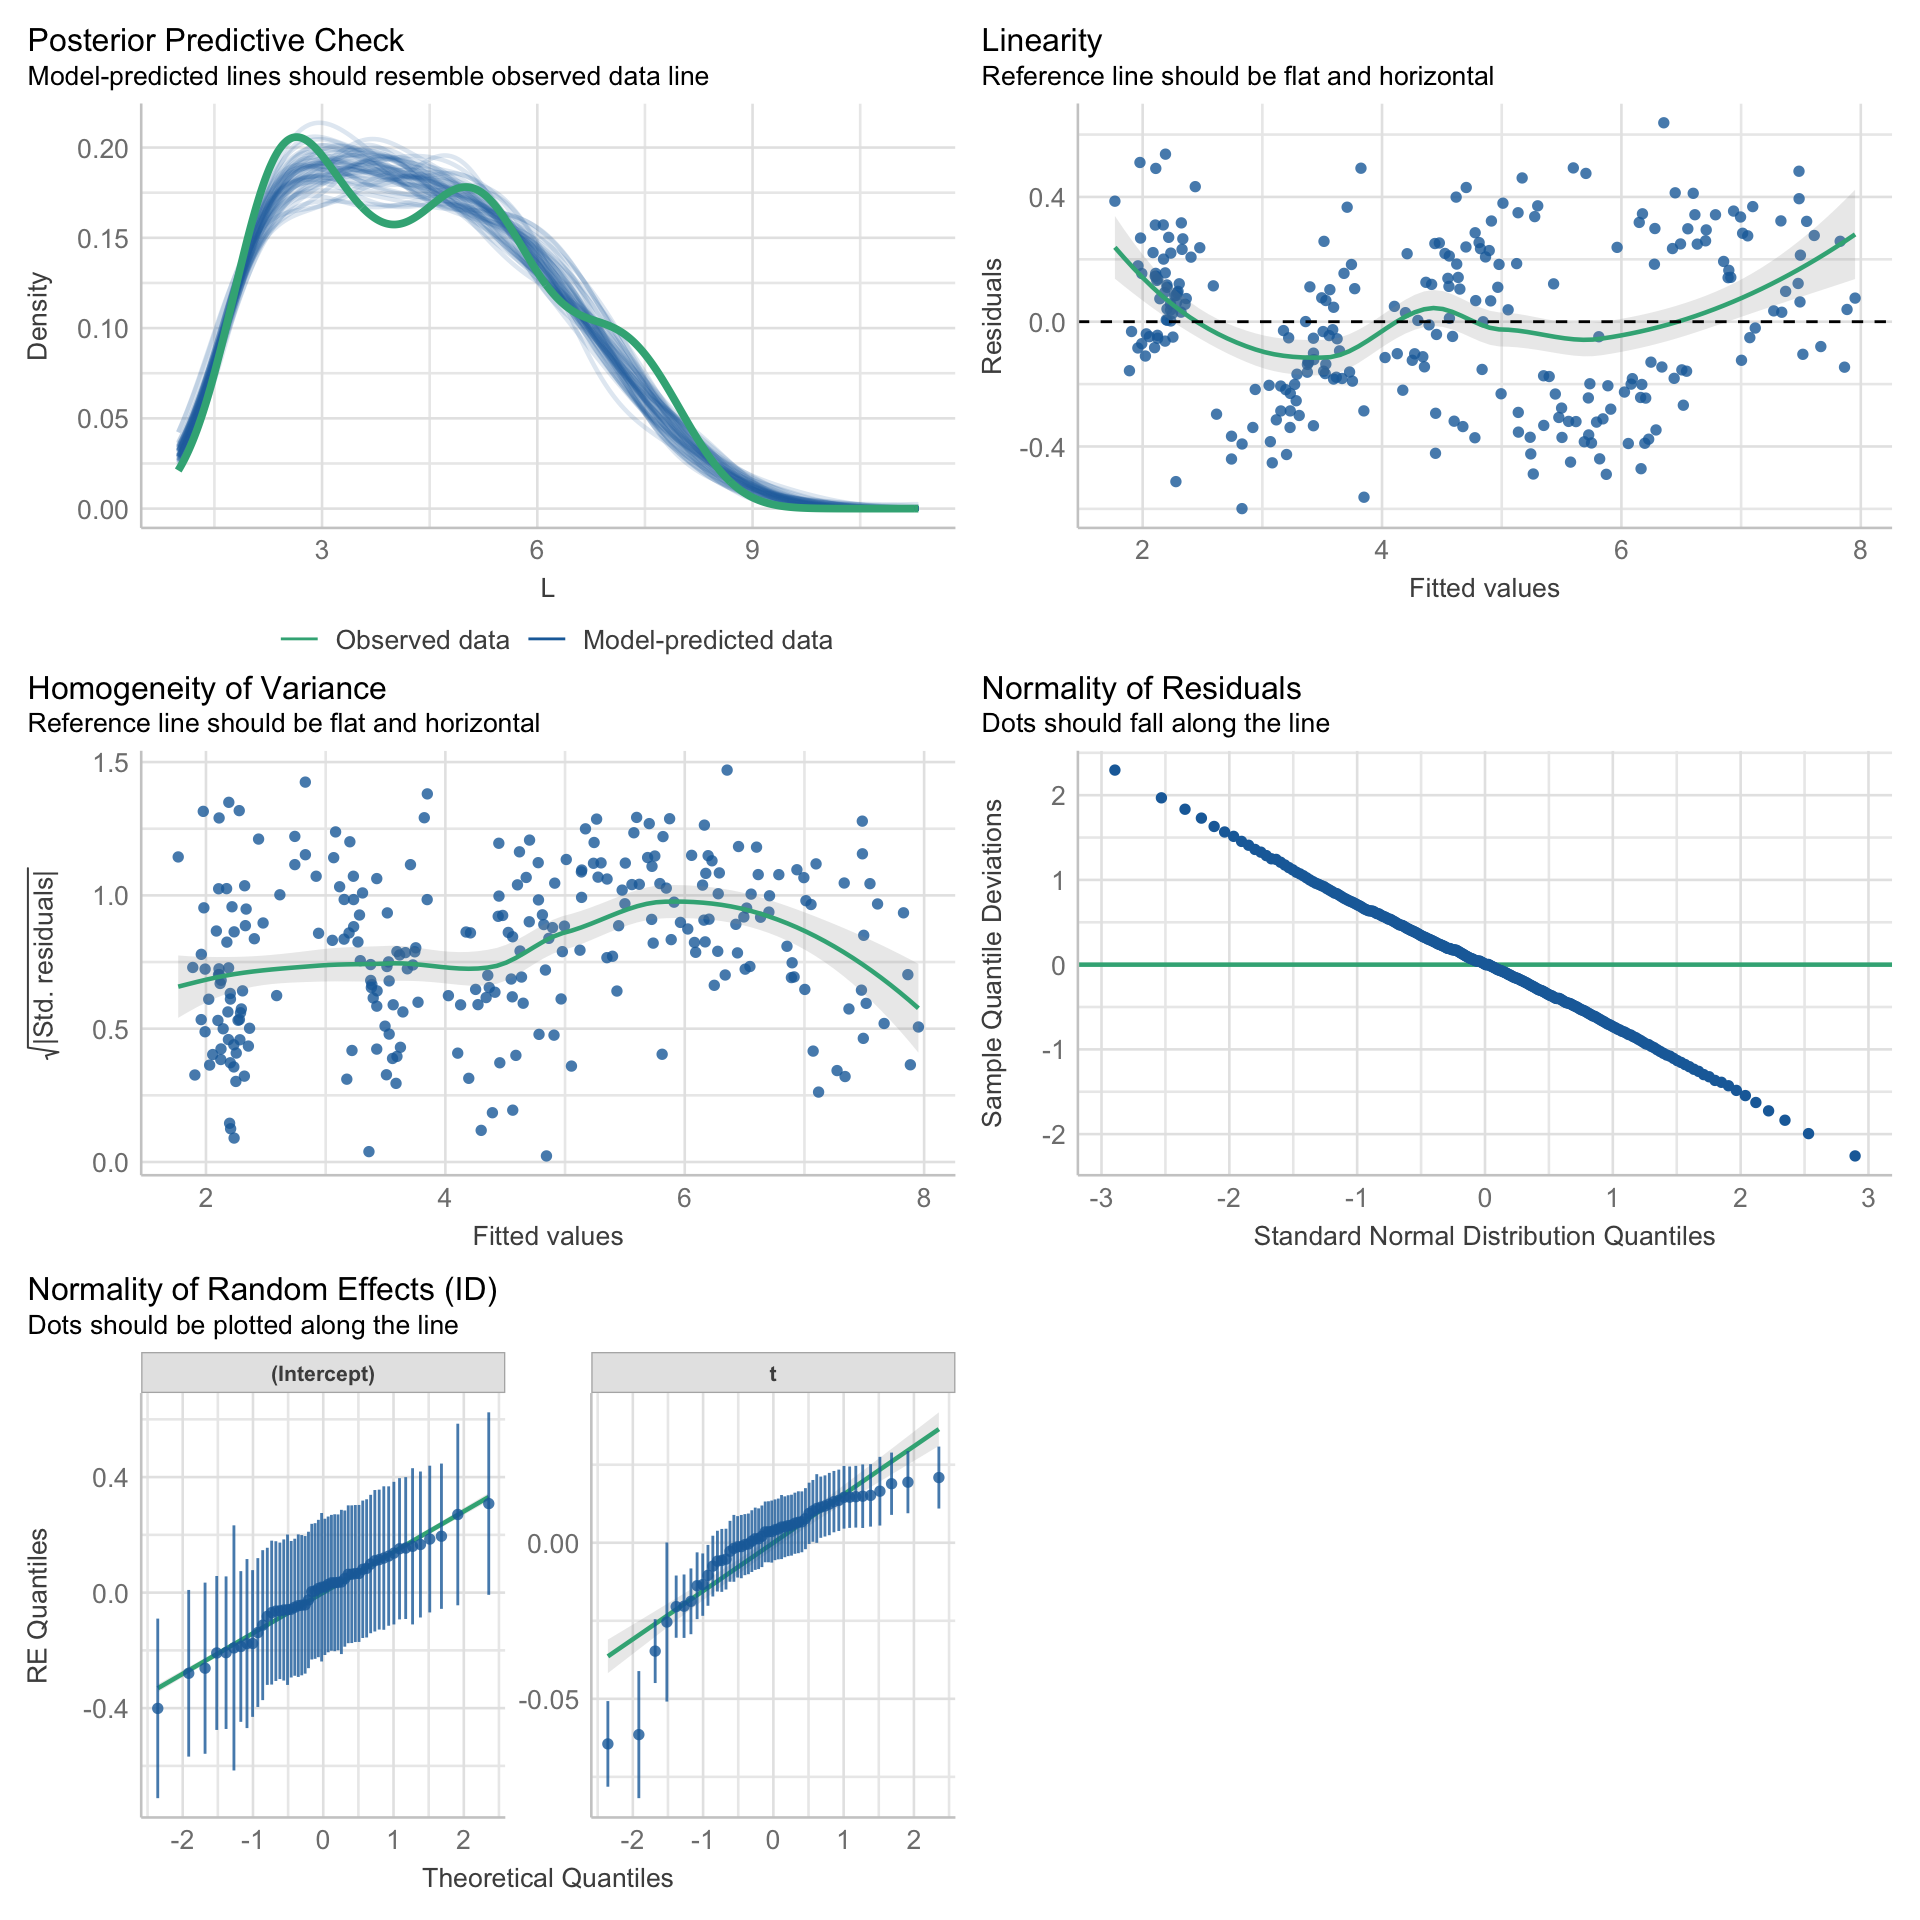 Posterior Predictive Check
Model-predicted lines should resemble observed data line
0.20
0.15
0.10
0.05
0.00
Density
3
6
9
L
Observed data
Model-predicted data
Linearity
Reference line should be flat and horizontal
0.4
0.0
-0.4
Residuals
2
4
6
8
Fitted values
Homogeneity of Variance
Reference line should be flat and horizontal
1.5
1.0
0.5
0.0
√|Std. residuals|
2
4
6
8
Fitted values
Normality of Residuals
Dots should fall along the line
2
1
0
-1
-2
Sample Quantile Deviations
-3
-2
-1
0
1
2
3
Standard Normal Distribution Quantiles
Normality of Random Effects (ID)
Dots should be plotted along the line
(Intercept)
0.4
0.0
-0.4
RE Quantiles
-2
-1
0
1
2
t
0.00
-0.05
-2
-1
0
1
2
Theoretical Quantiles